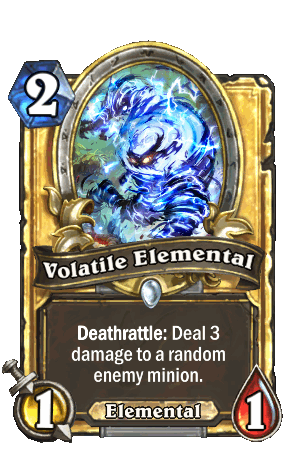 2
Volatile Elemental
Deathrattle: Deal 3
damage to a random
enemy minion.
1
Elemental
1